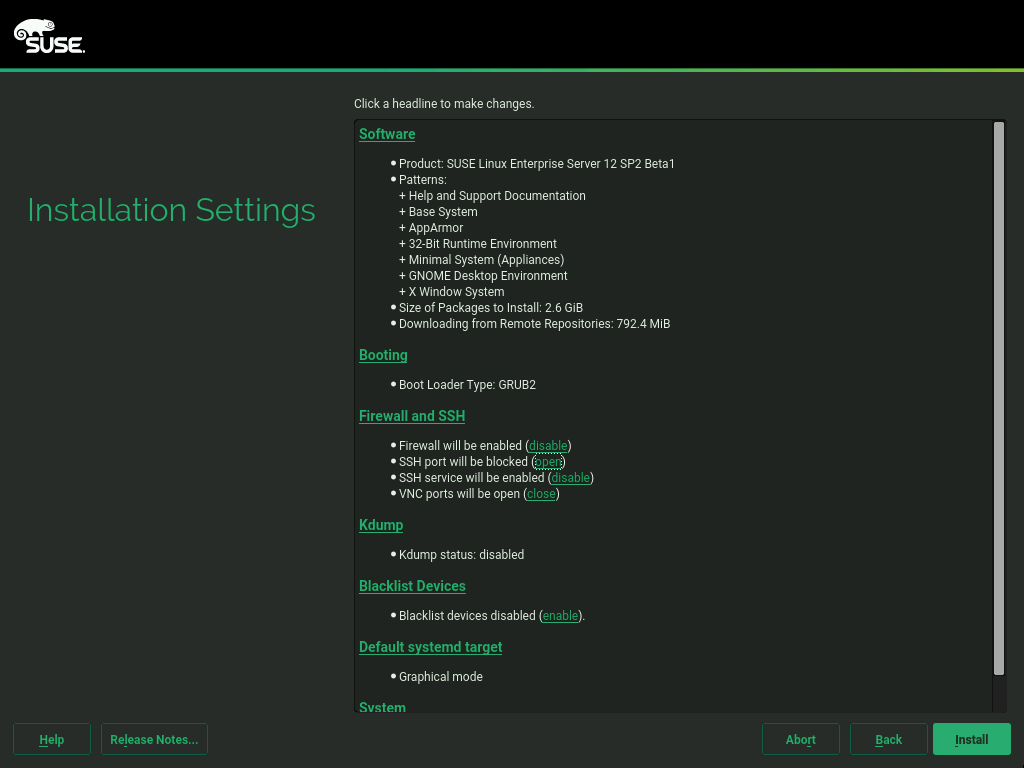 SUSE.
Click a headline to make changes.
Installation Settings
Software
Product: SUSE Linux Enterprise Server 12 SP2 Beta1
Patterns:
+ Help and Support Documentation
+ Base System
+ AppArmor
+ 32-Bit Runtime Environment
+ Minimal System (Appliances)
+ GNOME Desktop Environment
+ X Window System
Size of Packages to Install: 2.6 GiB
Downloading from Remote Repositories: 792.4 MiB
Booting
Boot Loader Type: GRUB2
Firewall and SSH
Firewall will be enabled (disable)
SSH port will be blocked (open)
SSH service will be enabled (disable)
VNC ports will be open (close)
Kdump
Kdump status: disabled
Blacklist Devices
Blacklist devices disabled (enable).
Default systemd target
Graphical mode
System
Help
Release Notes...
Abort
Back
Install